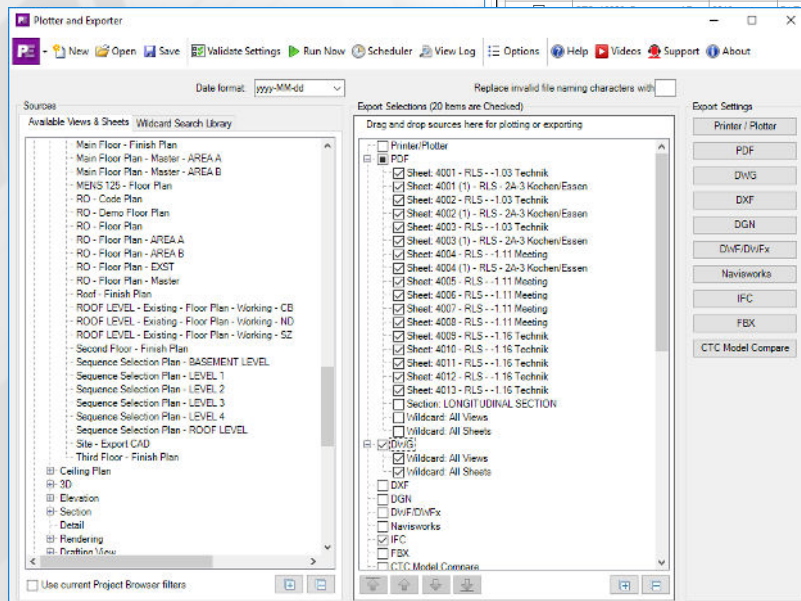 Plotter and Exporter
PE New Open Save Validate Settings Run Now Scheduler View Log Options Help Videos Support About
Date format: yyyy-MM-dd Replace invalid file naming characters with
Sources
Available Views & Sheets Wildcard Search Library
Main Floor - Finish Plan
Main Floor Plan - Master - AREA A
Main Floor Plan - Master - AREA B
MENS 125 - Floor Plan
RO - Code Plan
RO - Demo Floor Plan
RO - Floor Plan
RO - Floor Plan - AREA A
RO - Floor Plan - AREA B
RO - Floor Plan - EXST
RO - Floor Plan - Master
Roof - Finish Plan
ROOF LEVEL - Existing - Floor Plan - Working - CB
ROOF LEVEL - Existing - Floor Plan - Working - ND
ROOF LEVEL - Existing - Floor Plan - Working - SZ
Second Floor - Finish Plan
Sequence Selection Plan - BASEMENT LEVEL
Sequence Selection Plan - LEVEL 1
Sequence Selection Plan - LEVEL 2
Sequence Selection Plan - LEVEL 3
Sequence Selection Plan - LEVEL 4
Sequence Selection Plan - ROOF LEVEL
Site - Export CAD
Third Floor - Finish Plan
Ceiling Plan
3D
Elevation
Section
Detail
Rendering
Drafting View
Use current Project Browser filters
Export Selections (20 Items are Checked)
Drag and drop sources here for plotting or exporting
Printer/Plotter
PDF
Sheet: 4001 - RLS - -1.03 Technik
Sheet: 4001 (1) - RLS - 2A-3 Kochen/Essen
Sheet: 4002 - RLS - -1.03 Technik
Sheet: 4002 (1) - RLS - 2A-3 Kochen/Essen
Sheet: 4003 - RLS - -1.03 Technik
Sheet: 4003 (1) - RLS - 2A-3 Kochen/Essen
Sheet: 4004 - RLS - -1.11 Meeting
Sheet: 4004 (1) - RLS - 2A-3 Kochen/Essen
Sheet: 4005 - RLS - -1.11 Meeting
Sheet: 4006 - RLS - -1.11 Meeting
Sheet: 4007 - RLS - -1.11 Meeting
Sheet: 4008 - RLS - -1.11 Meeting
Sheet: 4009 - RLS - -1.16 Technik
Sheet: 4010 - RLS - -1.16 Technik
Sheet: 4011 - RLS - -1.16 Technik
Sheet: 4012 - RLS - -1.16 Technik
Sheet: 4013 - RLS - -1.16 Technik
Section: LONGITUDINAL SECTION
Wildcard: All Views
Wildcard: All Sheets
DWG
Wildcard: All Views
Wildcard: All Sheets
DXF
DGN
DWF/DWFx
Navisworks
IFC
FBX
CTC Model Compare
Export Settings
Printer / Plotter
PDF
DWG
DXF
DGN
DWF/DWFx
Navisworks
IFC
FBX
CTC Model Compare